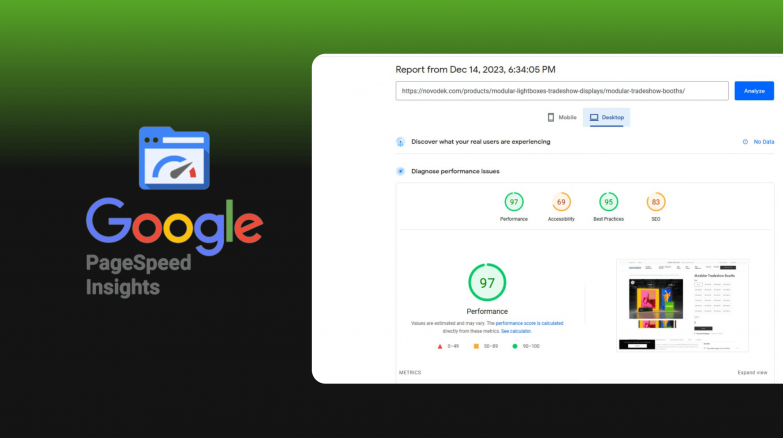 Google
PageSpeed
Insights
Report from Dec 14, 2023, 6:34:05 PM
https://novodek.com/products/modular-lightboxes-tradeshow-displays/modular-tradeshow-booths/
Analyze
Mobile
Desktop
Discover what your real users are experiencing
No Data
Diagnose performance issues
97
69
95
83
Performance
Accessibility
Best Practices
SEO
97
Performance
Values are estimated and may vary. The performance score is calculated
directly from these metrics. See calculator.
0–49
50–89
90–100
Modular Tradeshow Booths
METRICS
Expand view